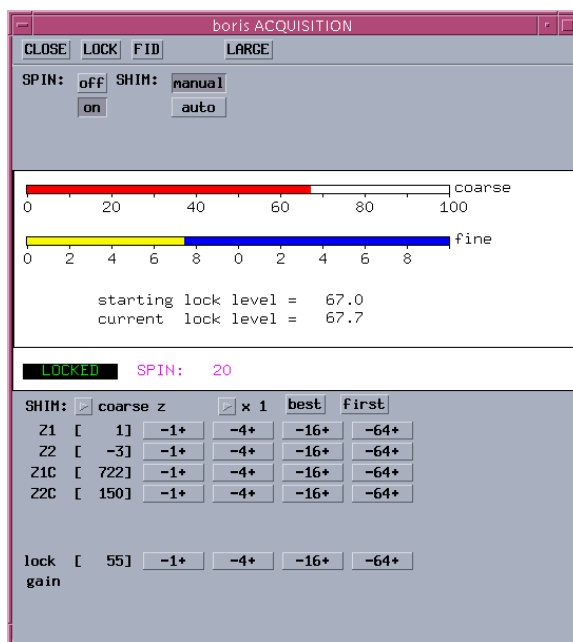 boris ACQUISITION
CLOSE LOCK FID LARGE
SPIN: off SHIM: manual
on auto
coarse
0 20 40 60 80 100
fine
0 2 4 6 8 0 2 4 6 8
starting lock level = 67.0
current lock level = 67.7
LOCKED SPIN: 20
SHIM: coarse z x 1 best first
Z1 [ 1] -1+ -4+ -16+ -64+
Z2 [ -3] -1+ -4+ -16+ -64+
Z1C [ 722] -1+ -4+ -16+ -64+
Z2C [ 150] -1+ -4+ -16+ -64+
lock [ 55] -1+ -4+ -16+ -64+
gain